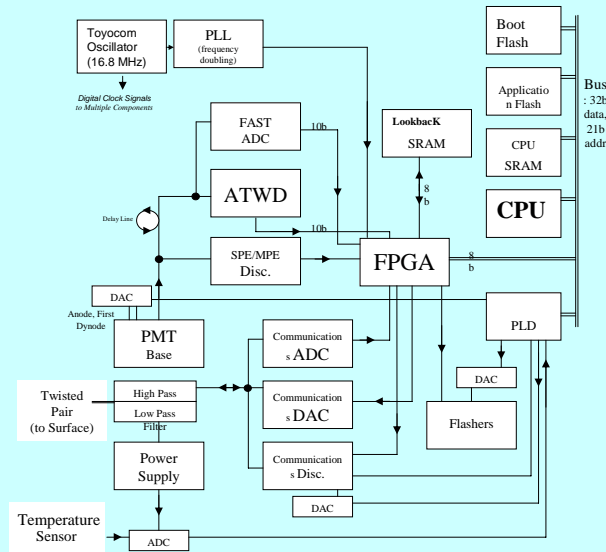 Toyocom
Oscillator
(16.8 MHz)
PLL
(frequency
doubling)
Digital Clock Signals
to Multiple Components
Boot
Flash
Applicatio
n Flash
CPU
SRAM
CPU
Bus
: 32b
data,
21b
addr
FAST
ADC
10b
LookbacK
SRAM
8
b
ATWD
10b
Delay Line
SPE/MPE
Disc.
FPGA
8
b
DAC
Anode, First
Dynode
PMT
Base
PLD
Communication
s ADC
DAC
Twisted
Pair
(to Surface)
High Pass
Low Pass
Filter
Communication
s DAC
Flashers
Power
Supply
Communication
s Disc.
DAC
Temperature
Sensor
ADC